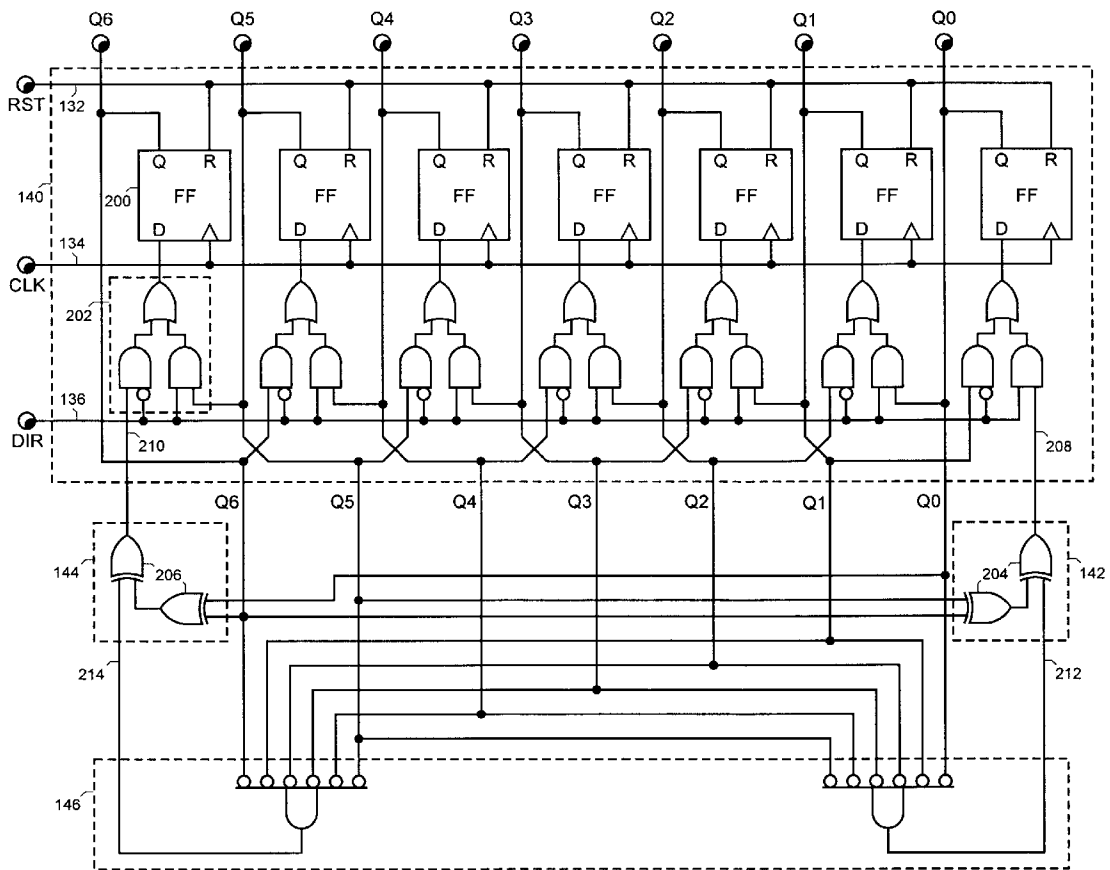 Q6 Q5 Q4 Q3 Q2 Q1 Q0
RST 132
Q R Q R Q R Q R Q R Q R Q R
140 200 FF FF FF FF FF FF FF
D D D D D D D
134
CLK
202
136
DIR
210 208
Q6 Q5 Q4 Q3 Q2 Q1 Q0
144 206 204 142
214 212
146